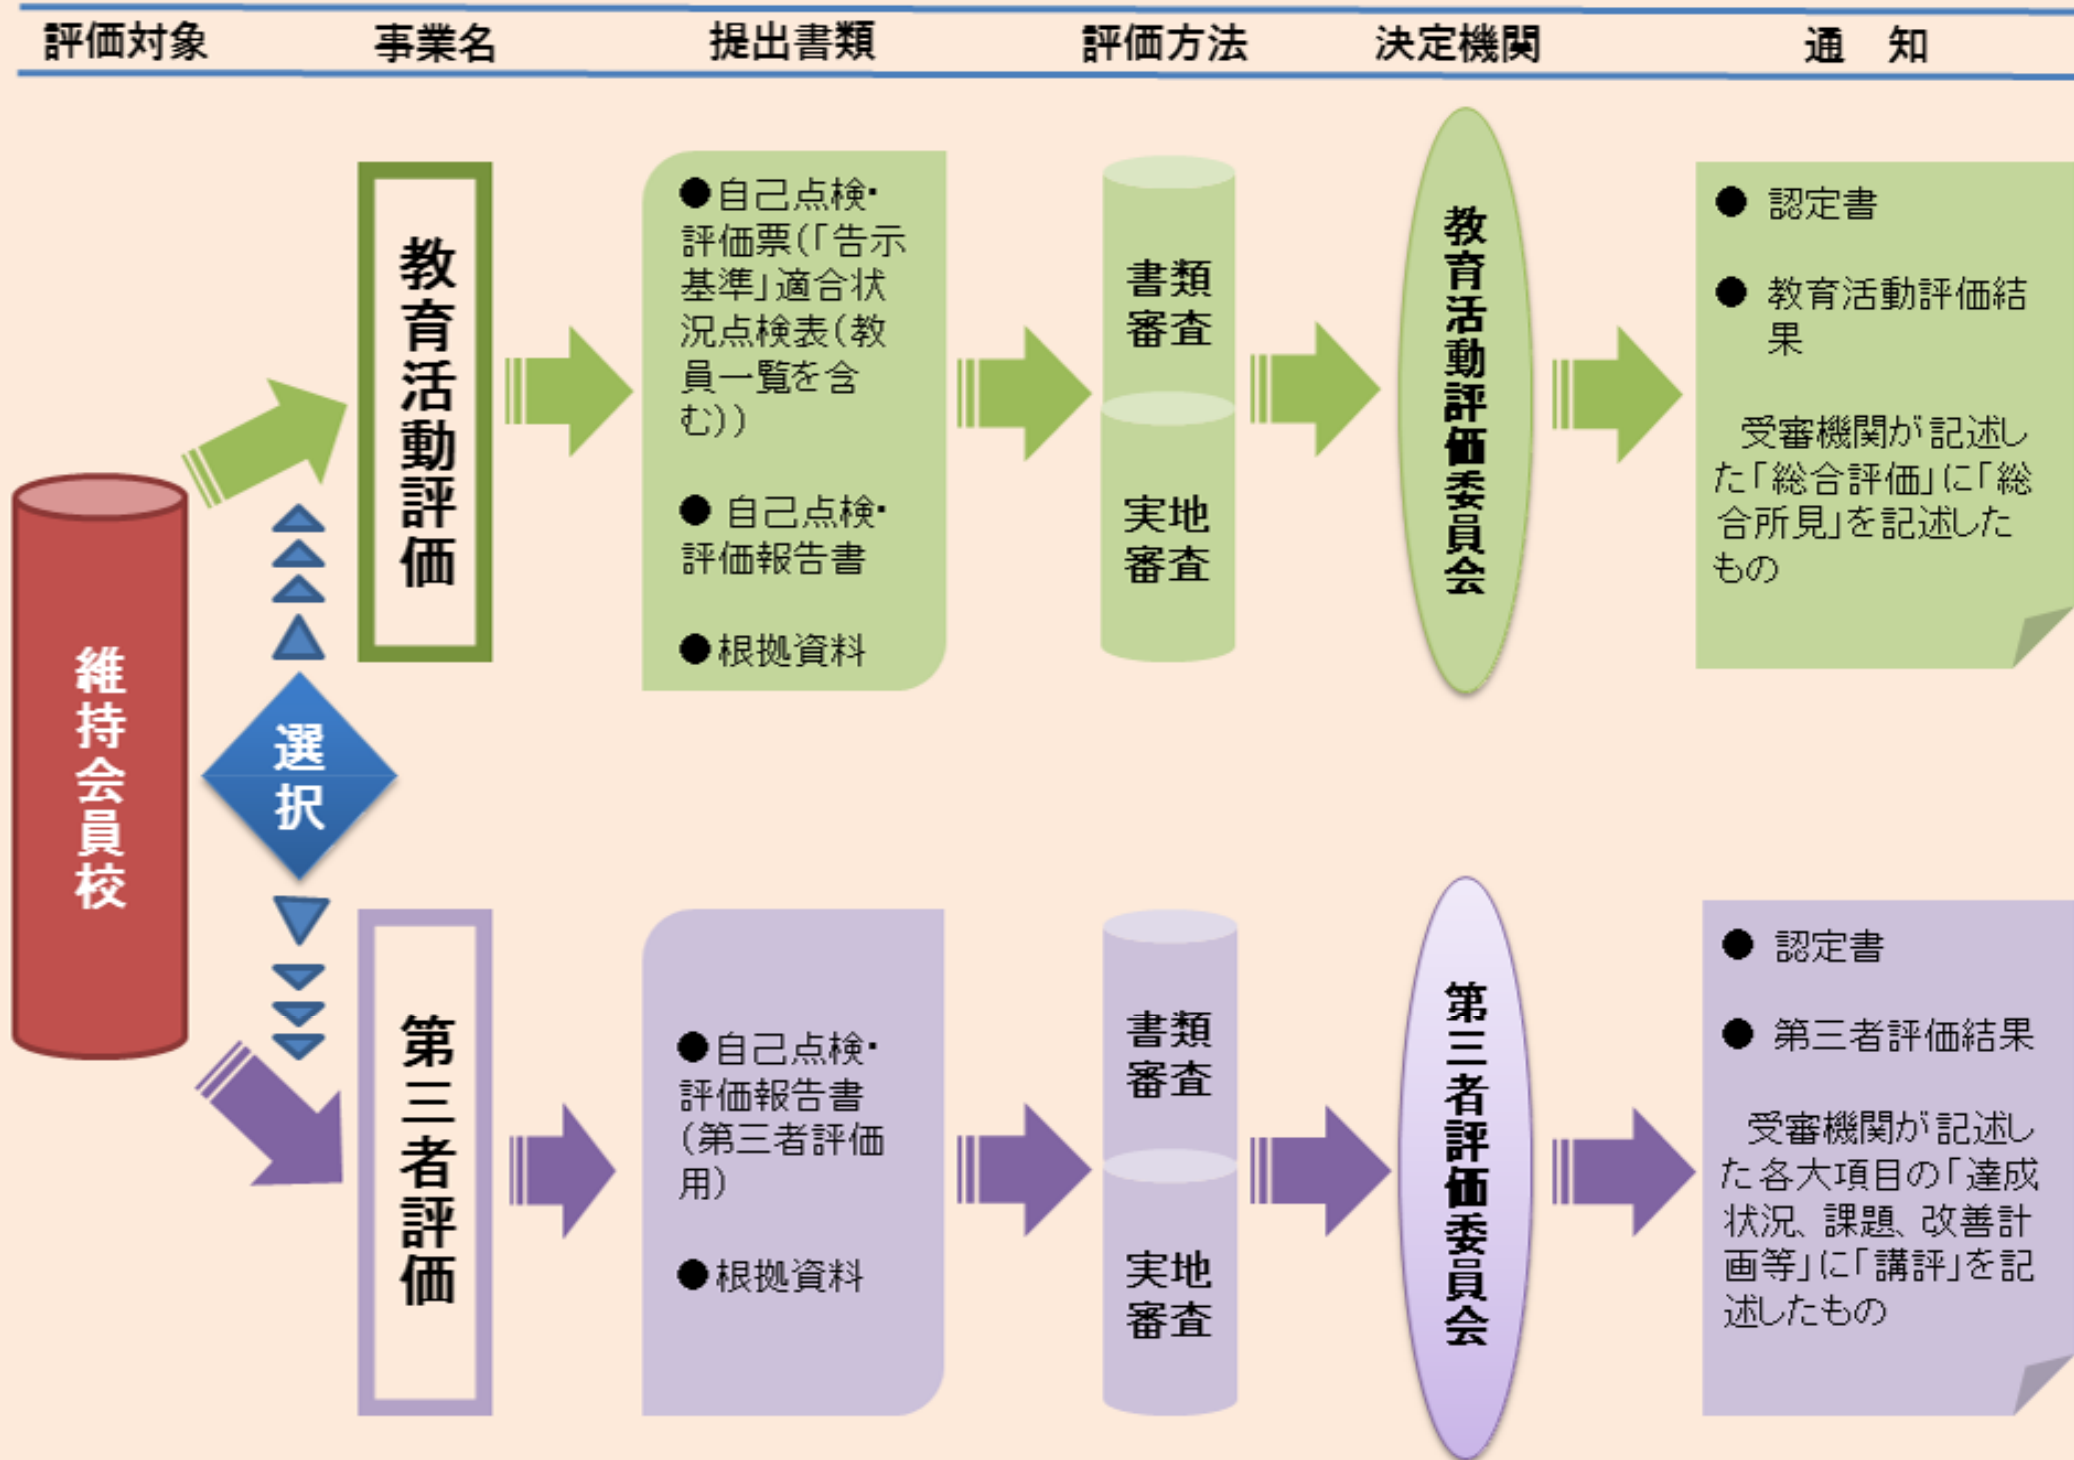 評価対象
事業名
提出書類
評価方法
決定機関
通　知
維持会員校
選択
教育活動評価
●自己点検・
評価票(「告示
基準」適合状
況点検表(教
員一覧を含
む))
● 自己点検・
評価報告書
●根拠資料
書類
審査
実地
審査
教育活動評価委員会
● 認定書
● 教育活動評価結
果
受審機関が記述し
た「総合評価」に「総
合所見」を記述した
もの
第三者評価
●自己点検・
評価報告書
(第三者評価
用)
●根拠資料
書類
審査
実地
審査
第三者評価委員会
● 認定書
● 第三者評価結果
受審機関が記述し
た各大項目の「達成
状況、課題、改善計
画等」に「講評」を記
述したもの